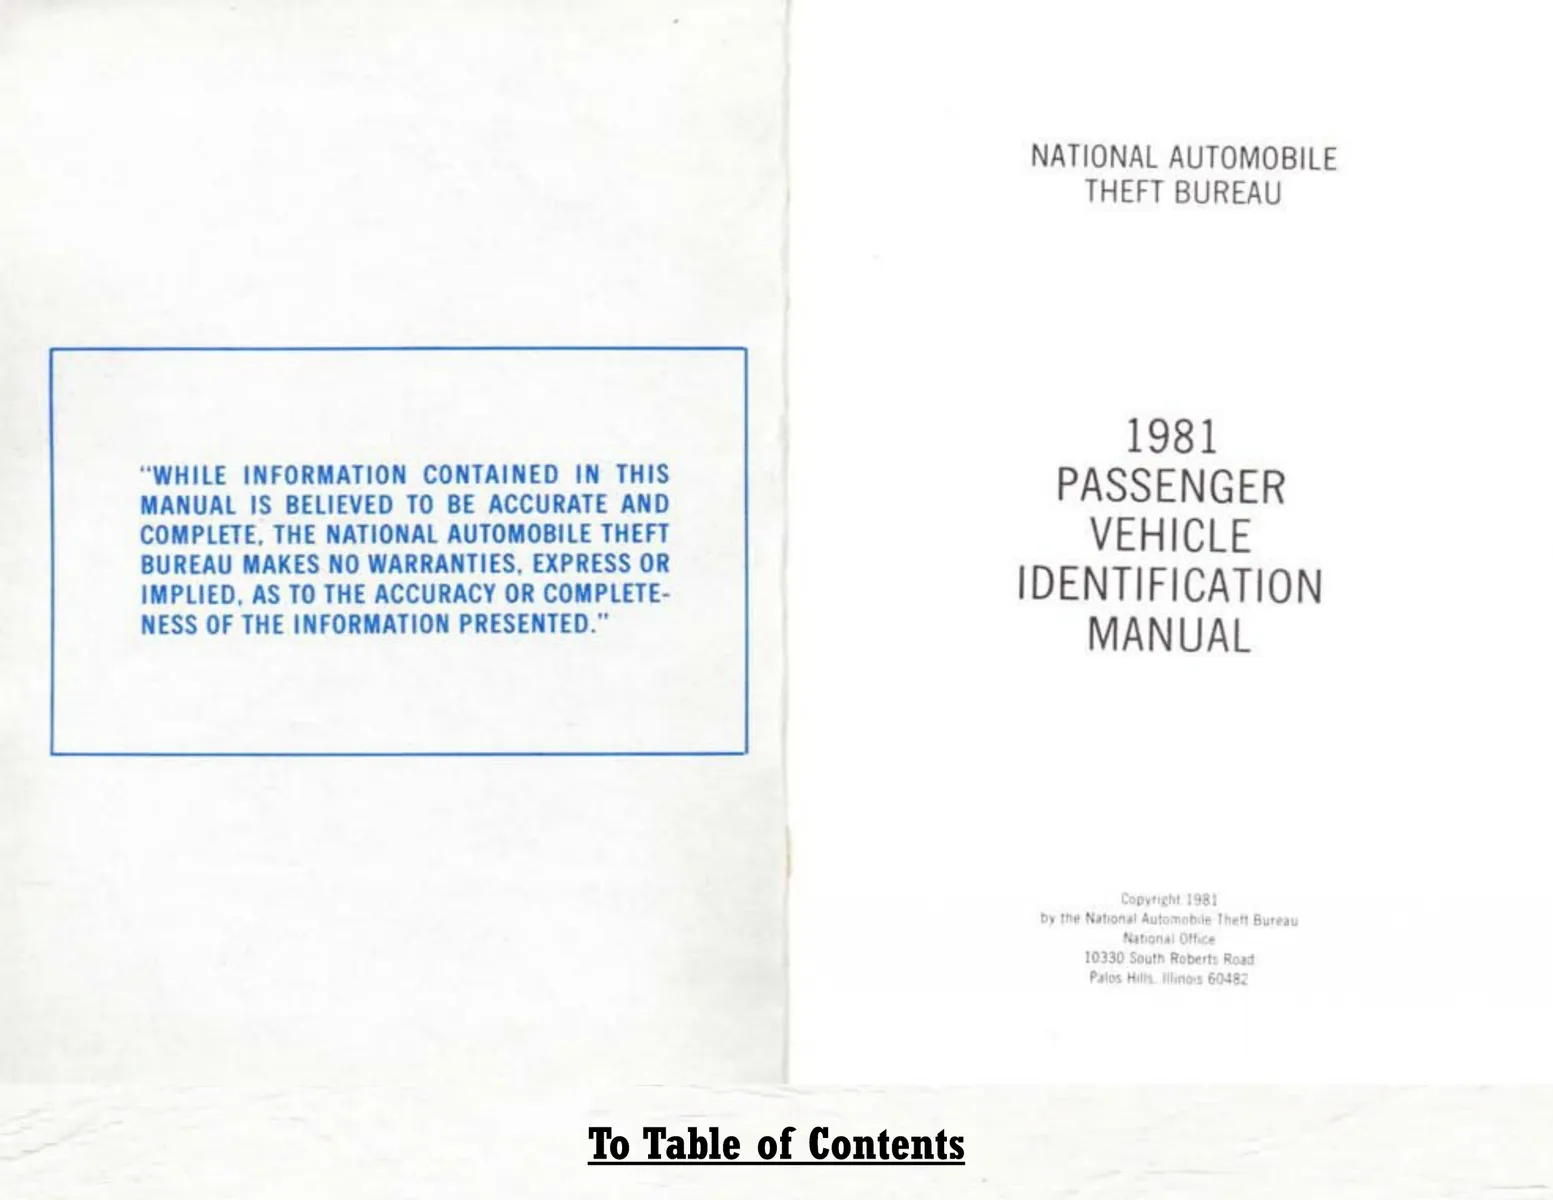 “WHILE INFORMATION CONTAINED IN THIS
MANUAL IS BELIEVED TO BE ACCURATE AND
COMPLETE, THE NATIONAL AUTOMOBILE THEFT
BUREAU MAKES NO WARRANTIES, EXPRESS OR
IMPLIED, AS TO THE ACCURACY OR COMPLETE-
NESS OF THE INFORMATION PRESENTED.”
NATIONAL AUTOMOBILE
THEFT BUREAU
1981
PASSENGER
VEHICLE
IDENTIFICATION
MANUAL
Copyright 1981
by the National Automobile Theft Bureau
National Office
10330 South Roberts Road
Palos Hills, Illinois 60482
To Table of Contents